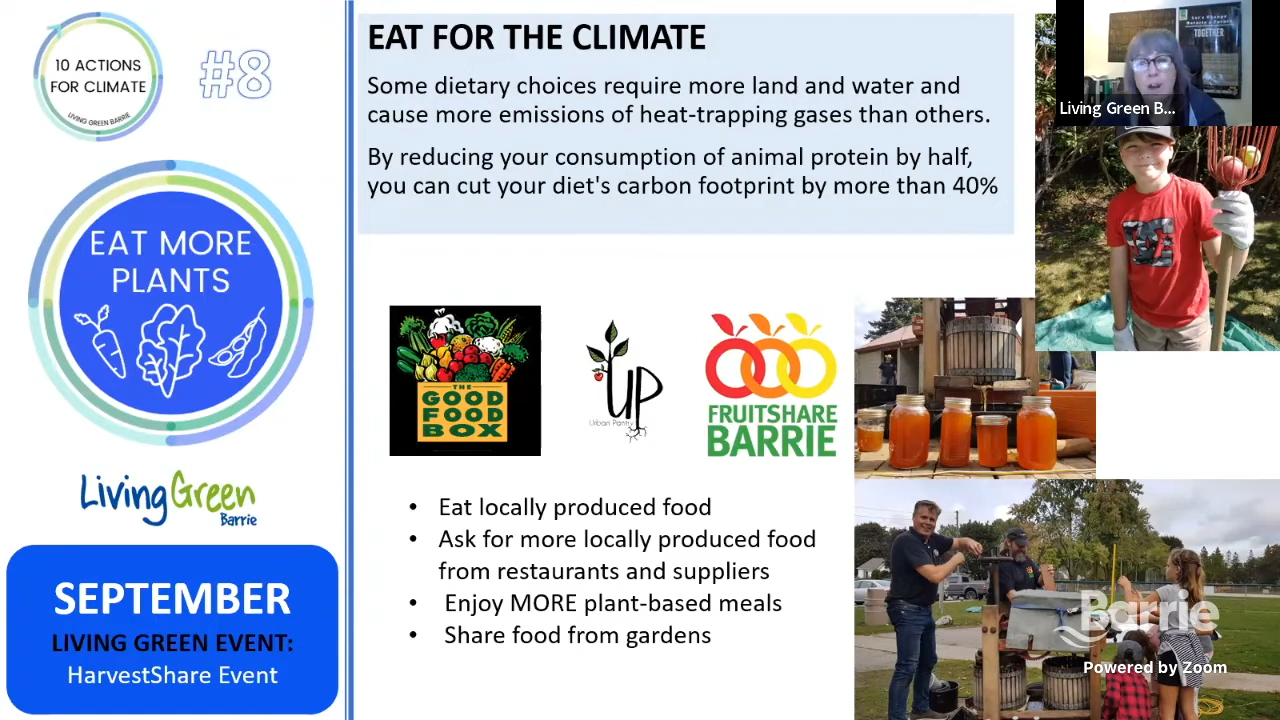 10 ACTIONS
FOR CLIMATE
LIVING GREEN BARRIE
#8
EAT MORE
PLANTS
Living Green
Barrie
SEPTEMBER
LIVING GREEN EVENT:
HarvestShare Event
EAT FOR THE CLIMATE
Some dietary choices require more land and water and
cause more emissions of heat-trapping gases than others.
By reducing your consumption of animal protein by half,
you can cut your diet's carbon footprint by more than 40%
THE
GOOD
FOOD
BOX
UP
Urban Pantry
FRUITSHARE
BARRIE
• Eat locally produced food
• Ask for more locally produced food
from restaurants and suppliers
• Enjoy MORE plant-based meals
• Share food from gardens
TOGETHER
Living Green B...
Barrie
Powered by Zoom